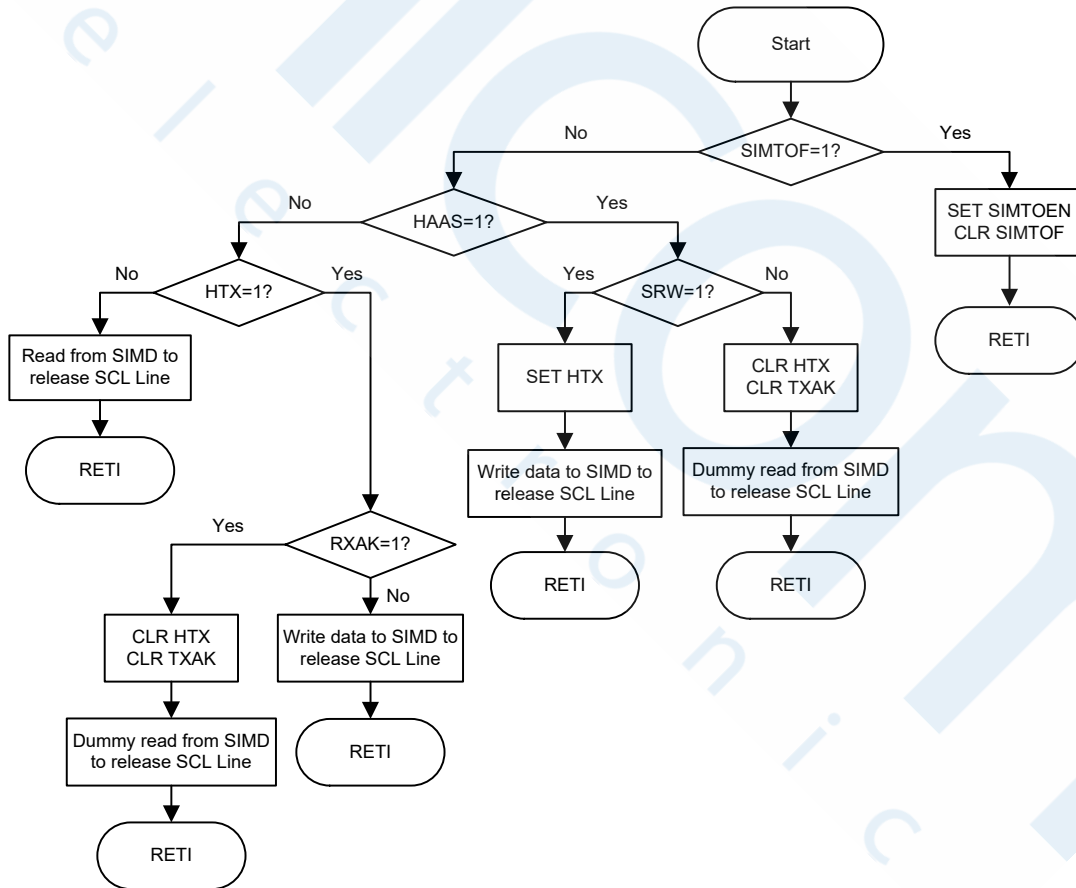 Start
SIMTOF=1?
No
Yes
SET SIMTOEN
CLR SIMTOF
RETI
HAAS=1?
No
Yes
HTX=1?
No
Yes
SRW=1?
Yes
No
Read from SIMD to
release SCL Line
RETI
SET HTX
Write data to SIMD to
release SCL Line
RETI
CLR HTX
CLR TXAK
Dummy read from SIMD
to release SCL Line
RETI
RXAK=1?
Yes
No
CLR HTX
CLR TXAK
Dummy read from SIMD
to release SCL Line
RETI
Write data to SIMD to
release SCL Line
RETI
e l e c t r o n i c